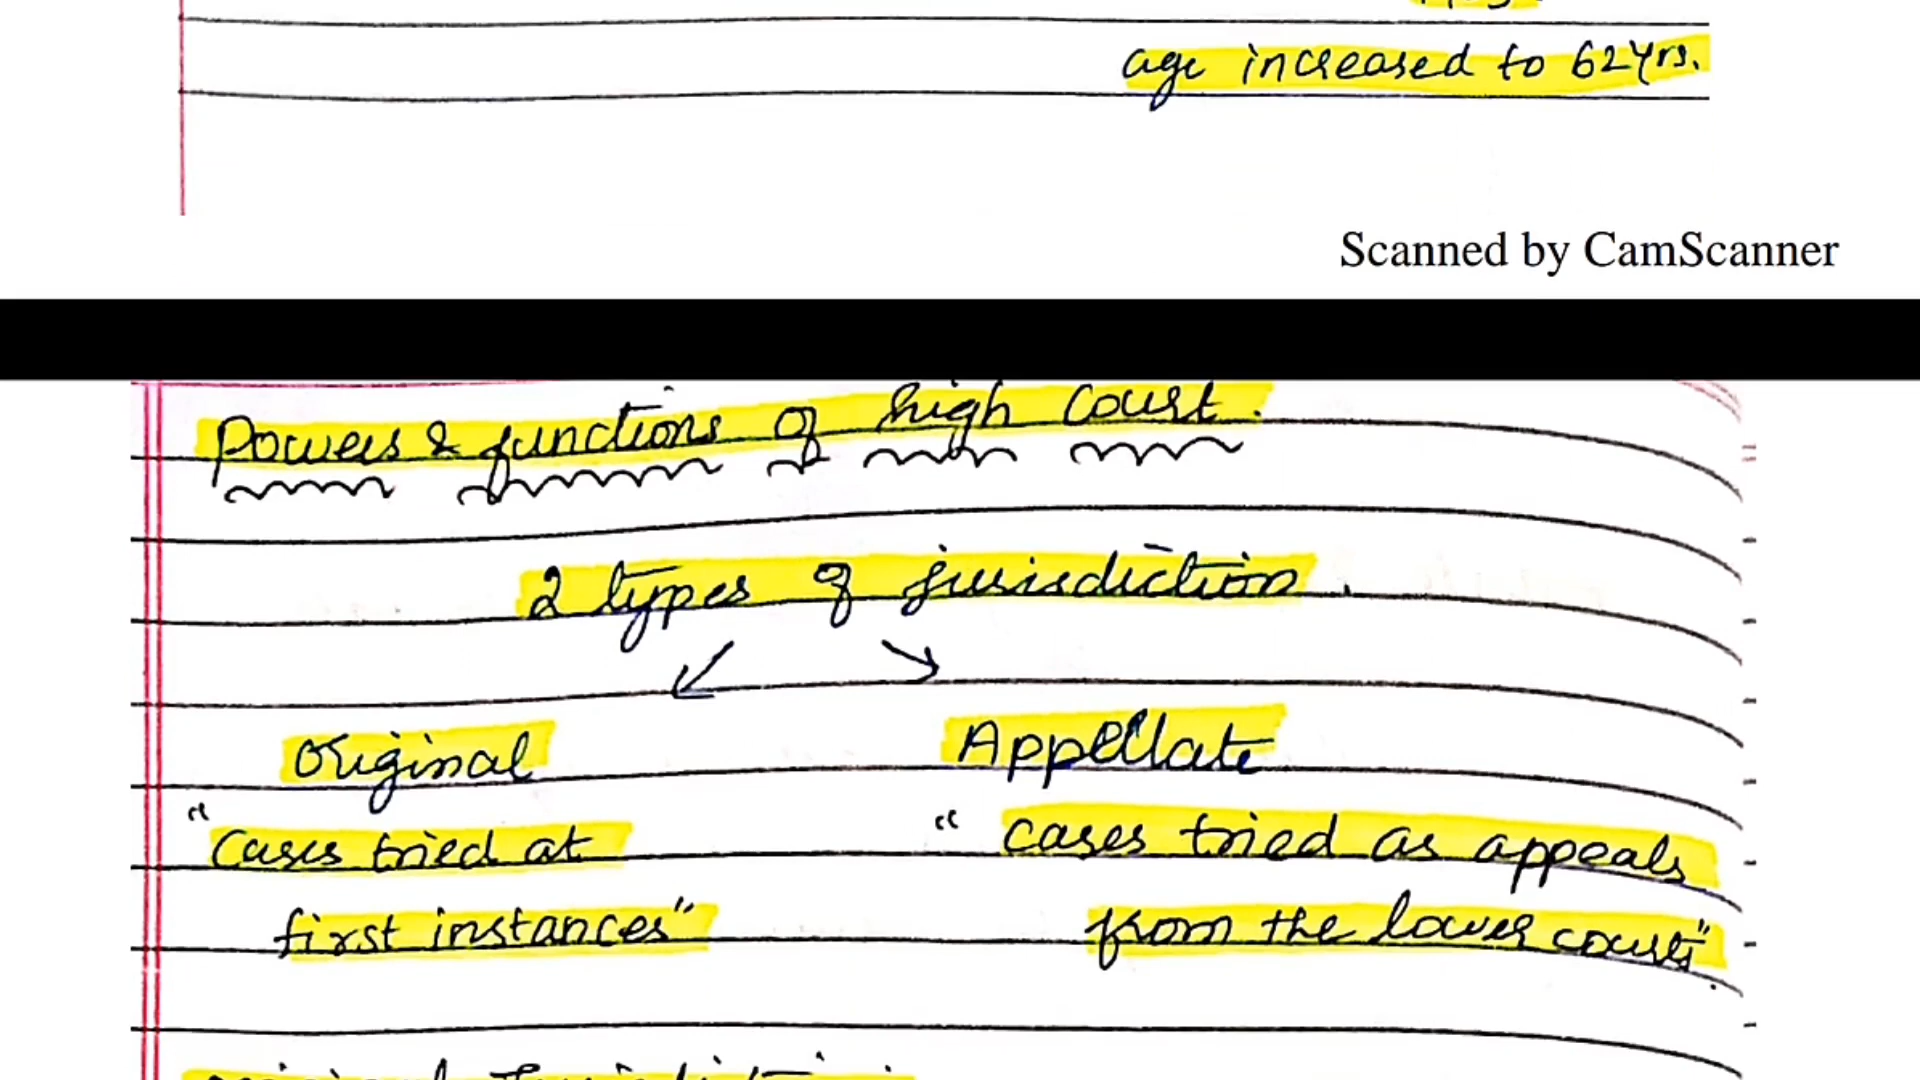 age increased to 62 Yrs.
Scanned by CamScanner
Powers & functions of high Court.
2 types of jurisdiction.
Original Appellate
"Cases tried at "cases tried as appeals
first instances" from the lower courts".